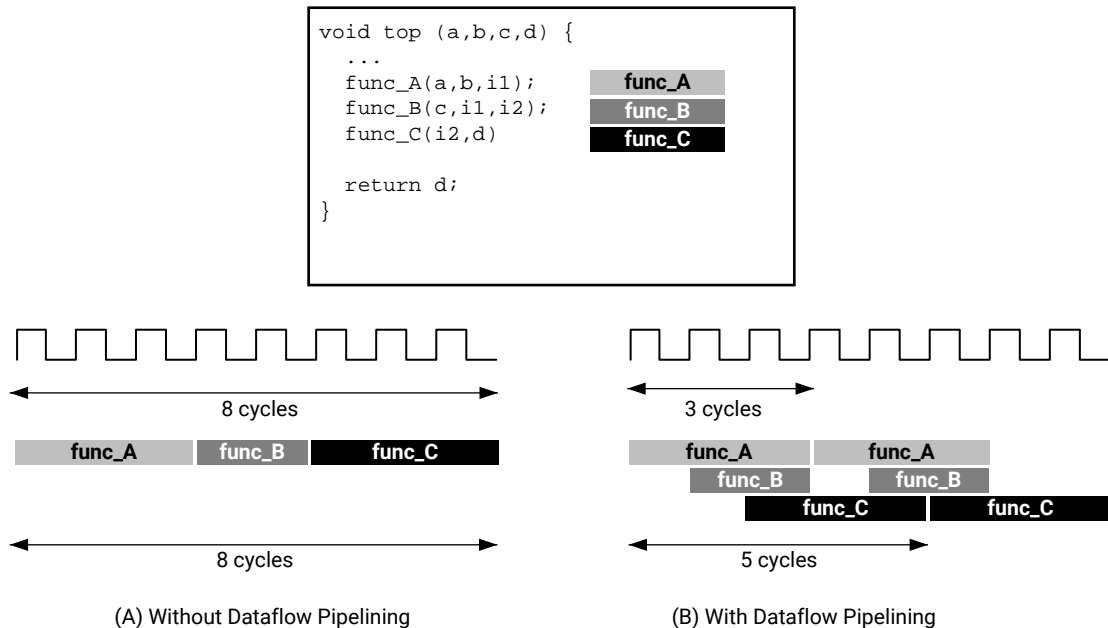 void top (a,b,c,d) {
...
func_A(a,b,i1);
func_B(c,i1,i2);
func_C(i2,d)
return d;
}
func_A
func_B
func_C
8 cycles
func_A func_B func_C
8 cycles
(A) Without Dataflow Pipelining
3 cycles
func_A func_A
func_B func_B
func_C func_C
5 cycles
(B) With Dataflow Pipelining